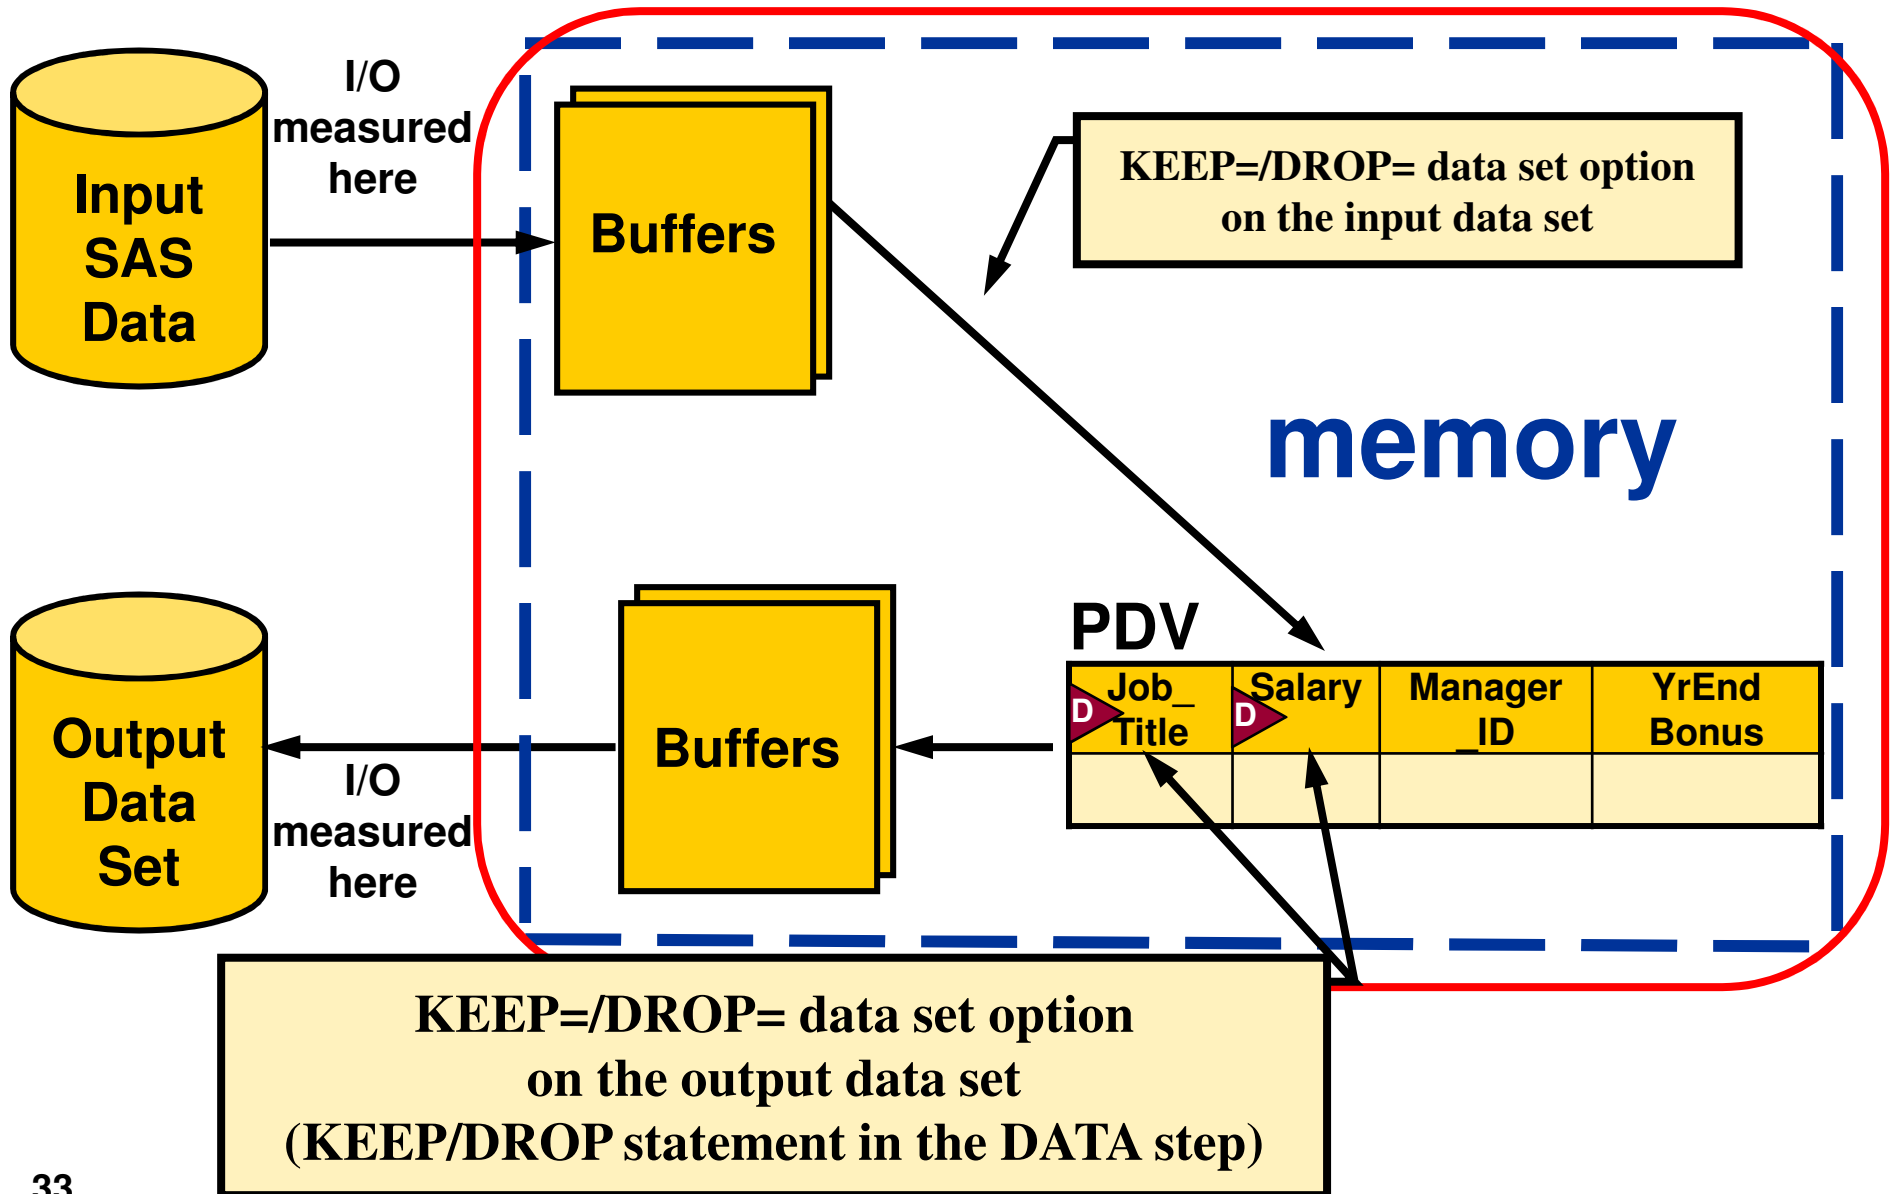 I/O
measured
here
Input
SAS
Data
Buffers
KEEP=/DROP= data set option
on the input data set
memory
PDV
Job_
Title
D
Salary
D
Manager
_ID
YrEnd
Bonus
Output
Data
Set
Buffers
I/O
measured
here
KEEP=/DROP= data set option
on the output data set
(KEEP/DROP statement in the DATA step)
33